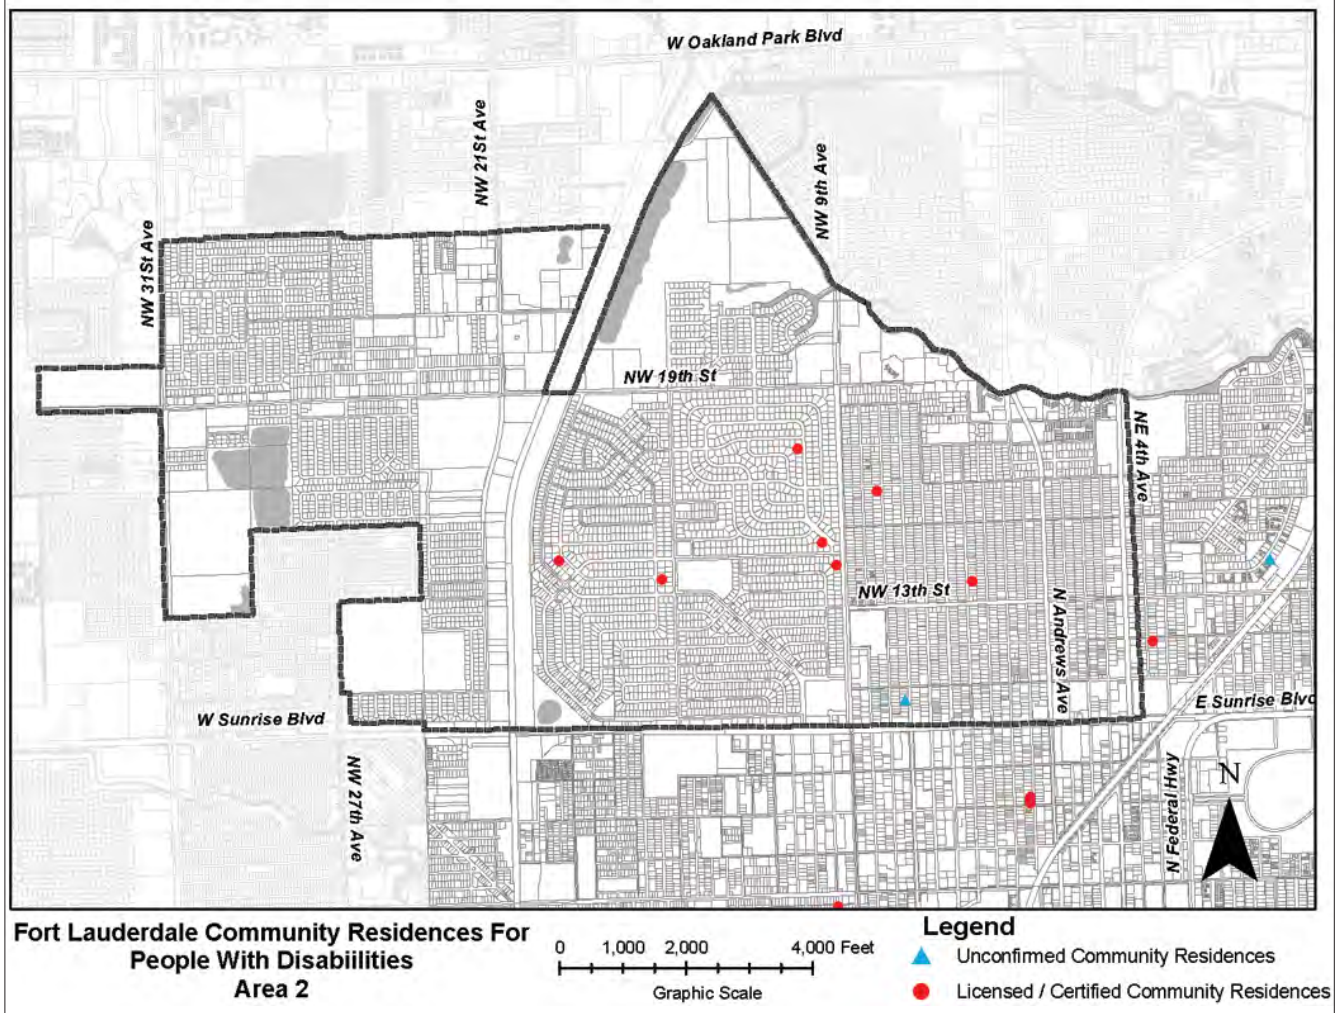 W Oakland Park Blvd
NW 21St Ave
NW 9th Ave
NW 31St Ave
NW 19th St
NE 4th Ave
NW 13th St
N Andrews Ave
W Sunrise Blvd
E Sunrise Blvd
NW 27th Ave
N Federal Hwy
N
Fort Lauderdale Community Residences For
People With Disabiilities
Area 2
0 1,000 2,000 4,000 Feet
Graphic Scale
Legend
Unconfirmed Community Residences
Licensed / Certified Community Residences